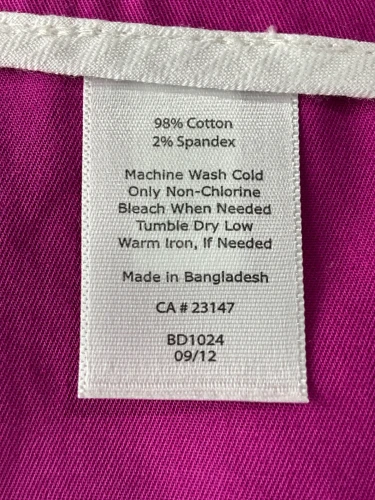 98% Cotton
2% Spandex
Machine Wash Cold
Only Non-Chlorine
Bleach When Needed
Tumble Dry Low
Warm Iron, If Needed
Made in Bangladesh
CA # 23147
BD1024
09/12